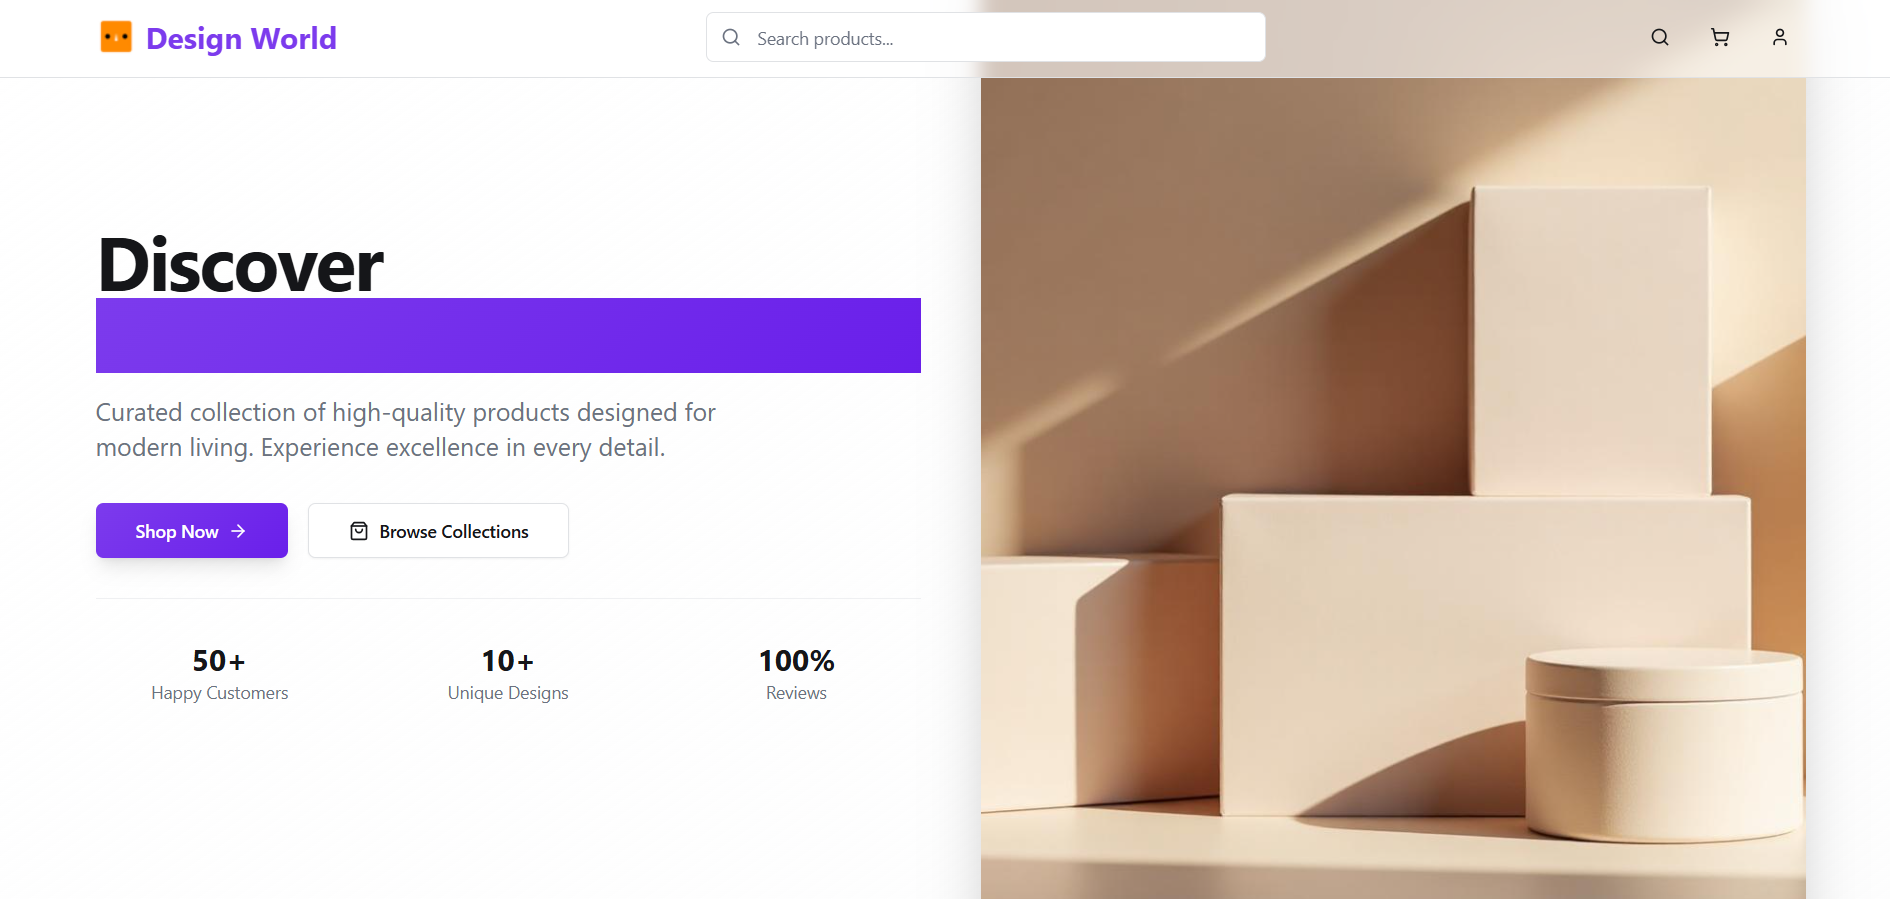 Design World
Search products...
Discover
Curated collection of high-quality products designed for
modern living. Experience excellence in every detail.
Shop Now
Browse Collections
50+
Happy Customers
10+
Unique Designs
100%
Reviews